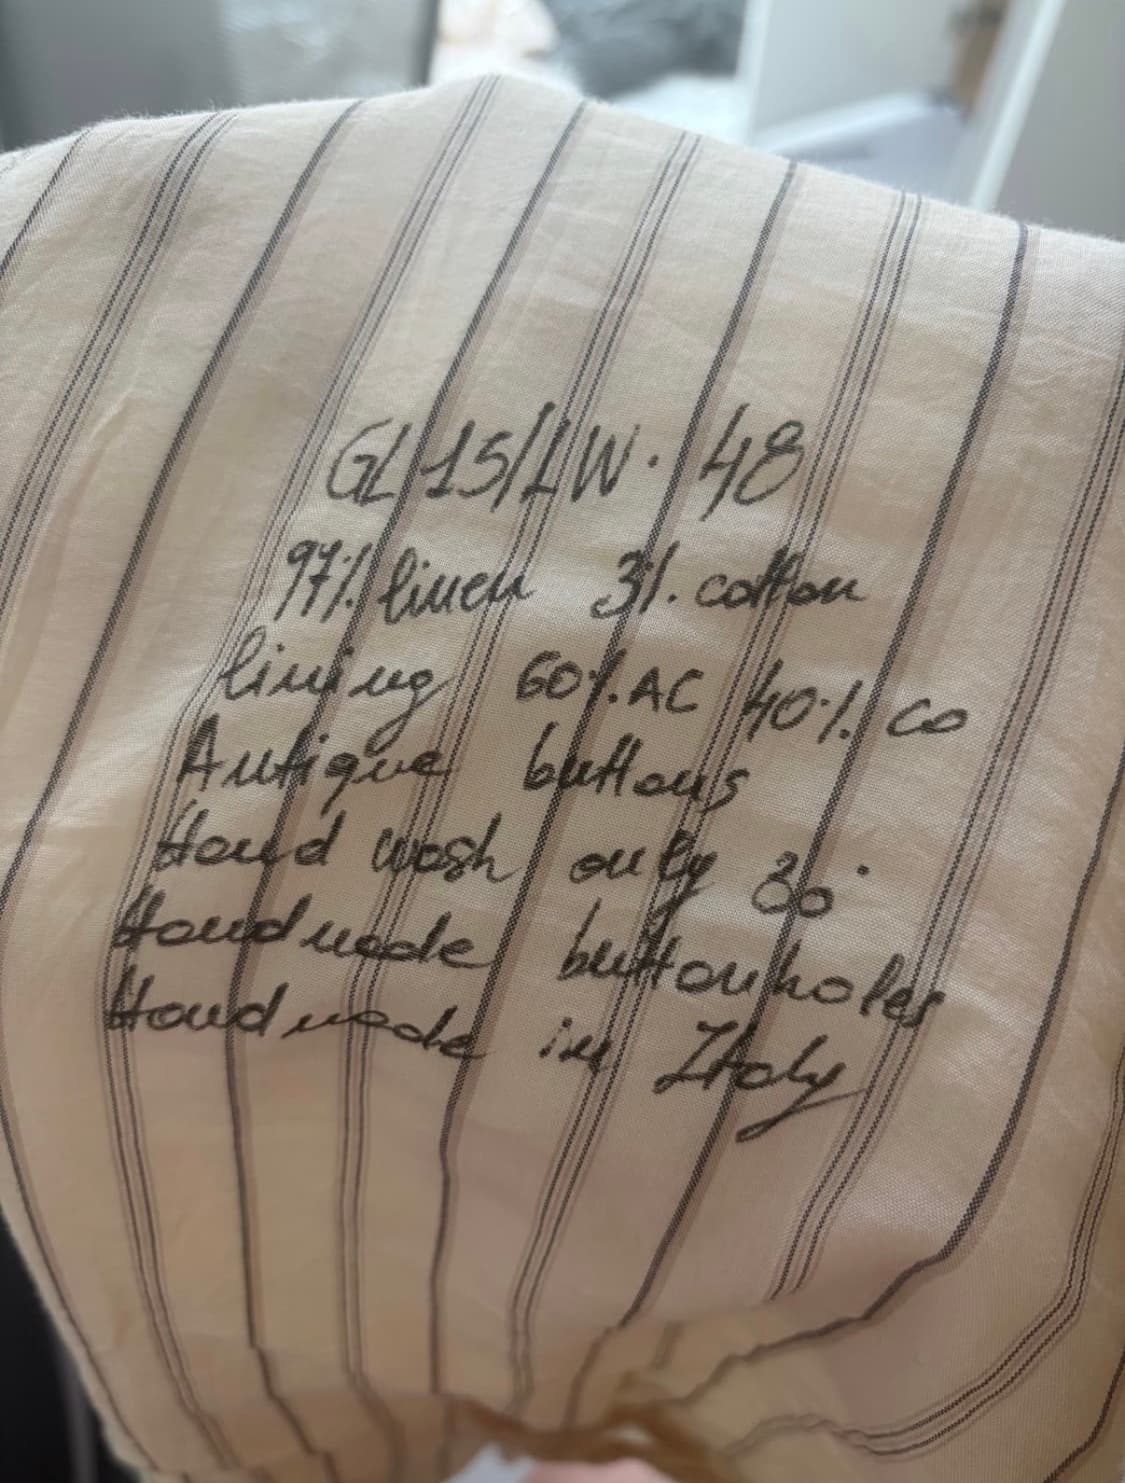 GL 15/LW. 48
97% linen 3% cotton
lining 60% AC 40% co
Antique buttons
Hand wash only 30°
Handmade buttonholes
Handmade in Italy